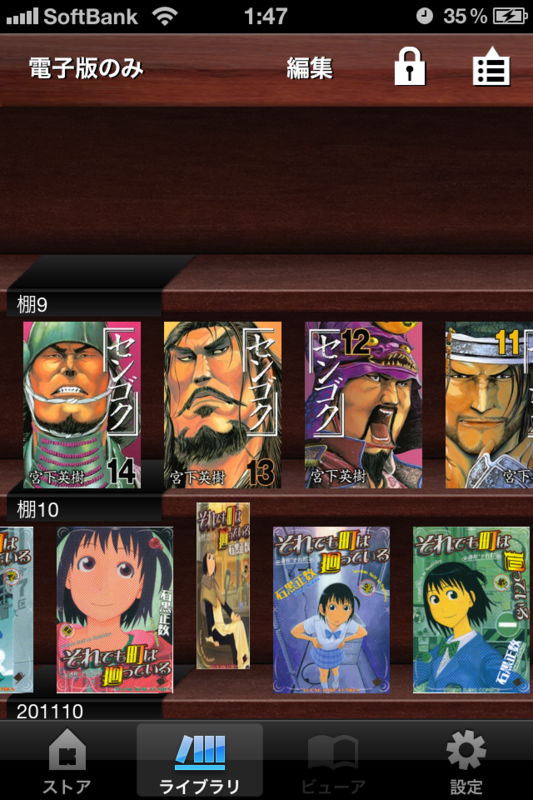 SoftBank 1:47 35%
電子版のみ 編集
棚9
センゴク 14 宮下英樹
センゴク 13 宮下英樹
センゴク 12 宮下英樹
11
棚10
それでも町は廻っている 石黒正数
それでも町は廻っている 石黒正数
それでも町は廻っている 石黒正数
それでも町は廻っている 1 石黒正数
201110
ストア ライブラリ ビューア 設定